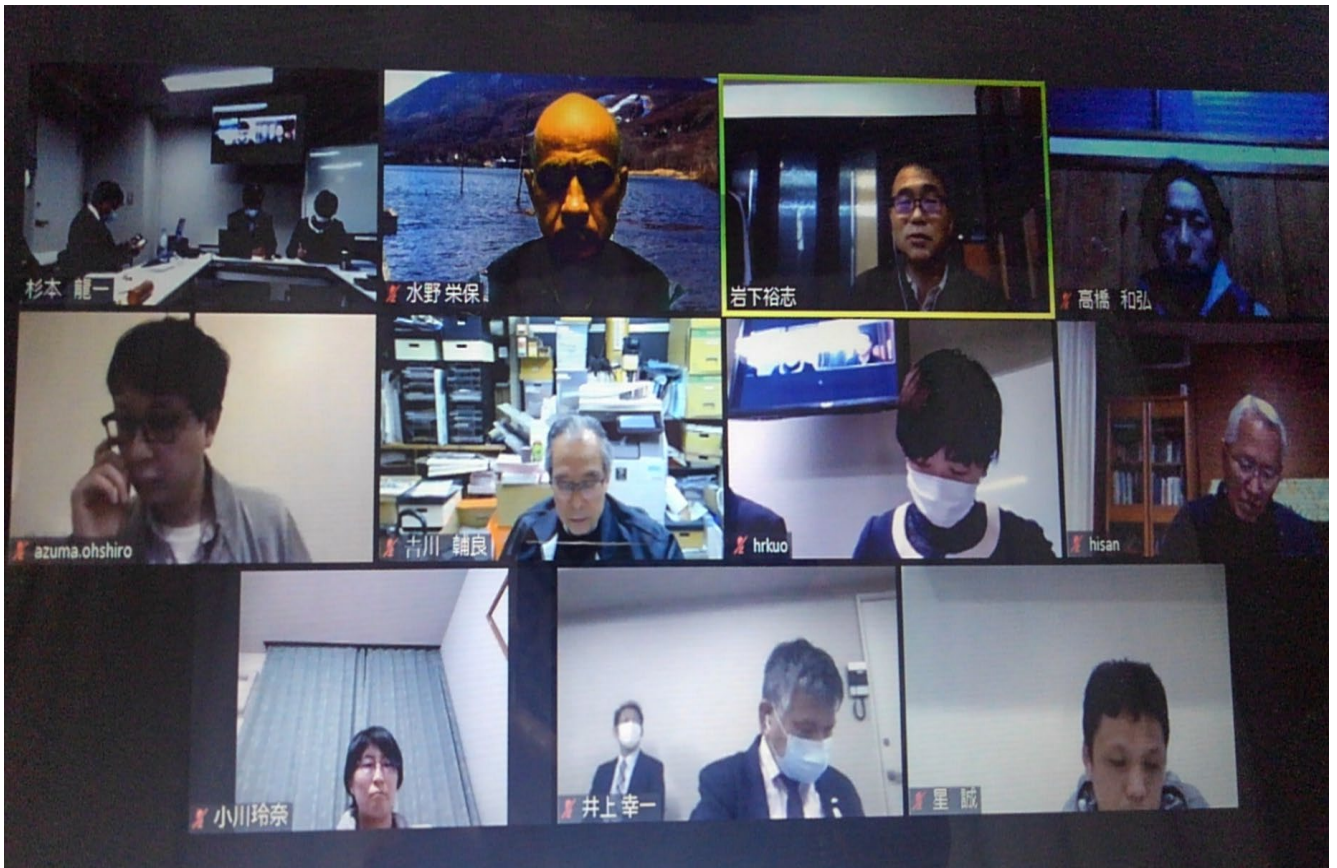 杉本 龍一
水野 栄保
岩下裕志
高橋 和弘
azuma.ohshiro
古川 輔良
hrkuo
hisan
小川玲奈
井上 幸一
星 誠